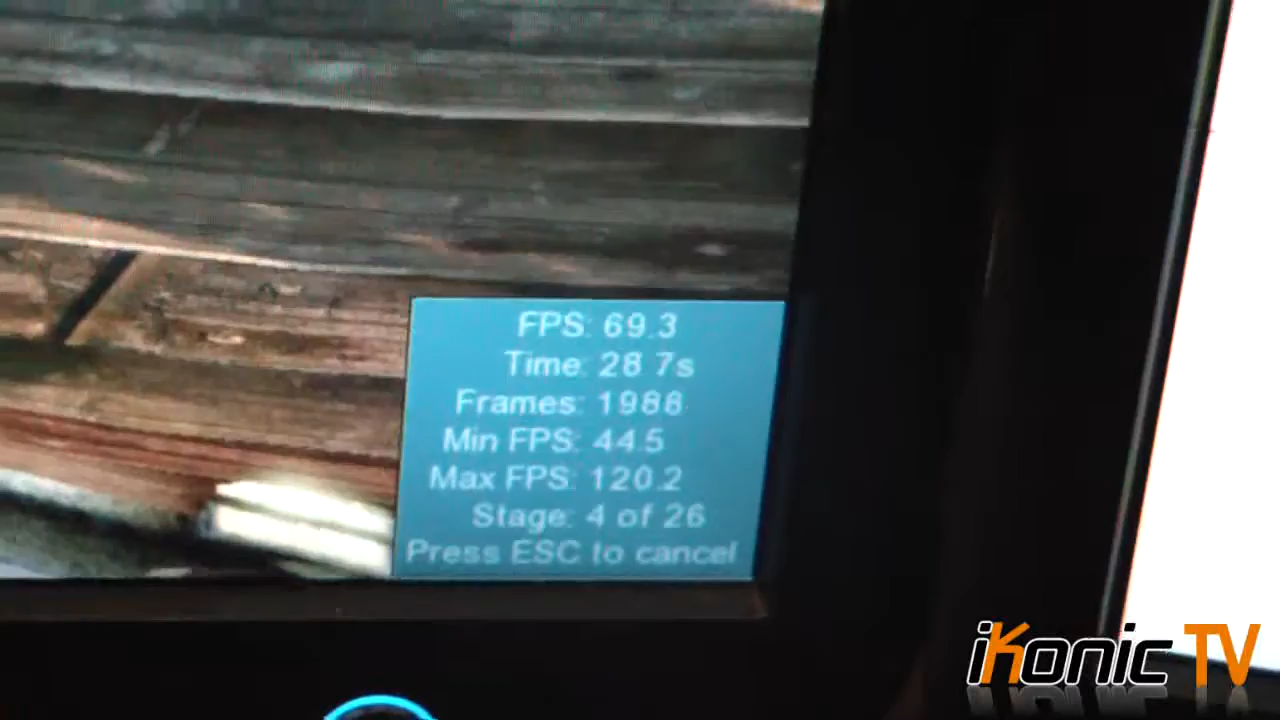 FPS: 69.3
Time: 28.7s
Frames: 1988
Min FPS: 44.5
Max FPS: 120.2
Stage: 4 of 26
Press ESC to cancel
iKonic TV